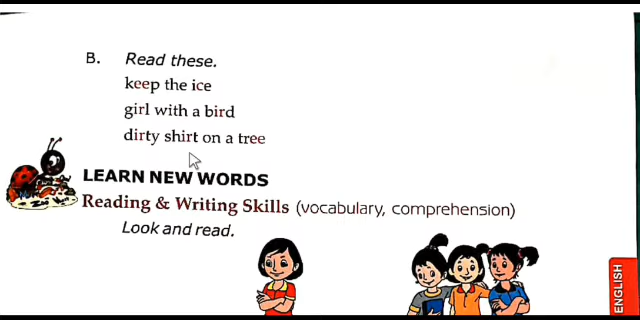 B. Read these.
keep the ice
girl with a bird
dirty shirt on a tree
LEARN NEW WORDS
Reading & Writing Skills (vocabulary, comprehension)
Look and read.
ENGLISH